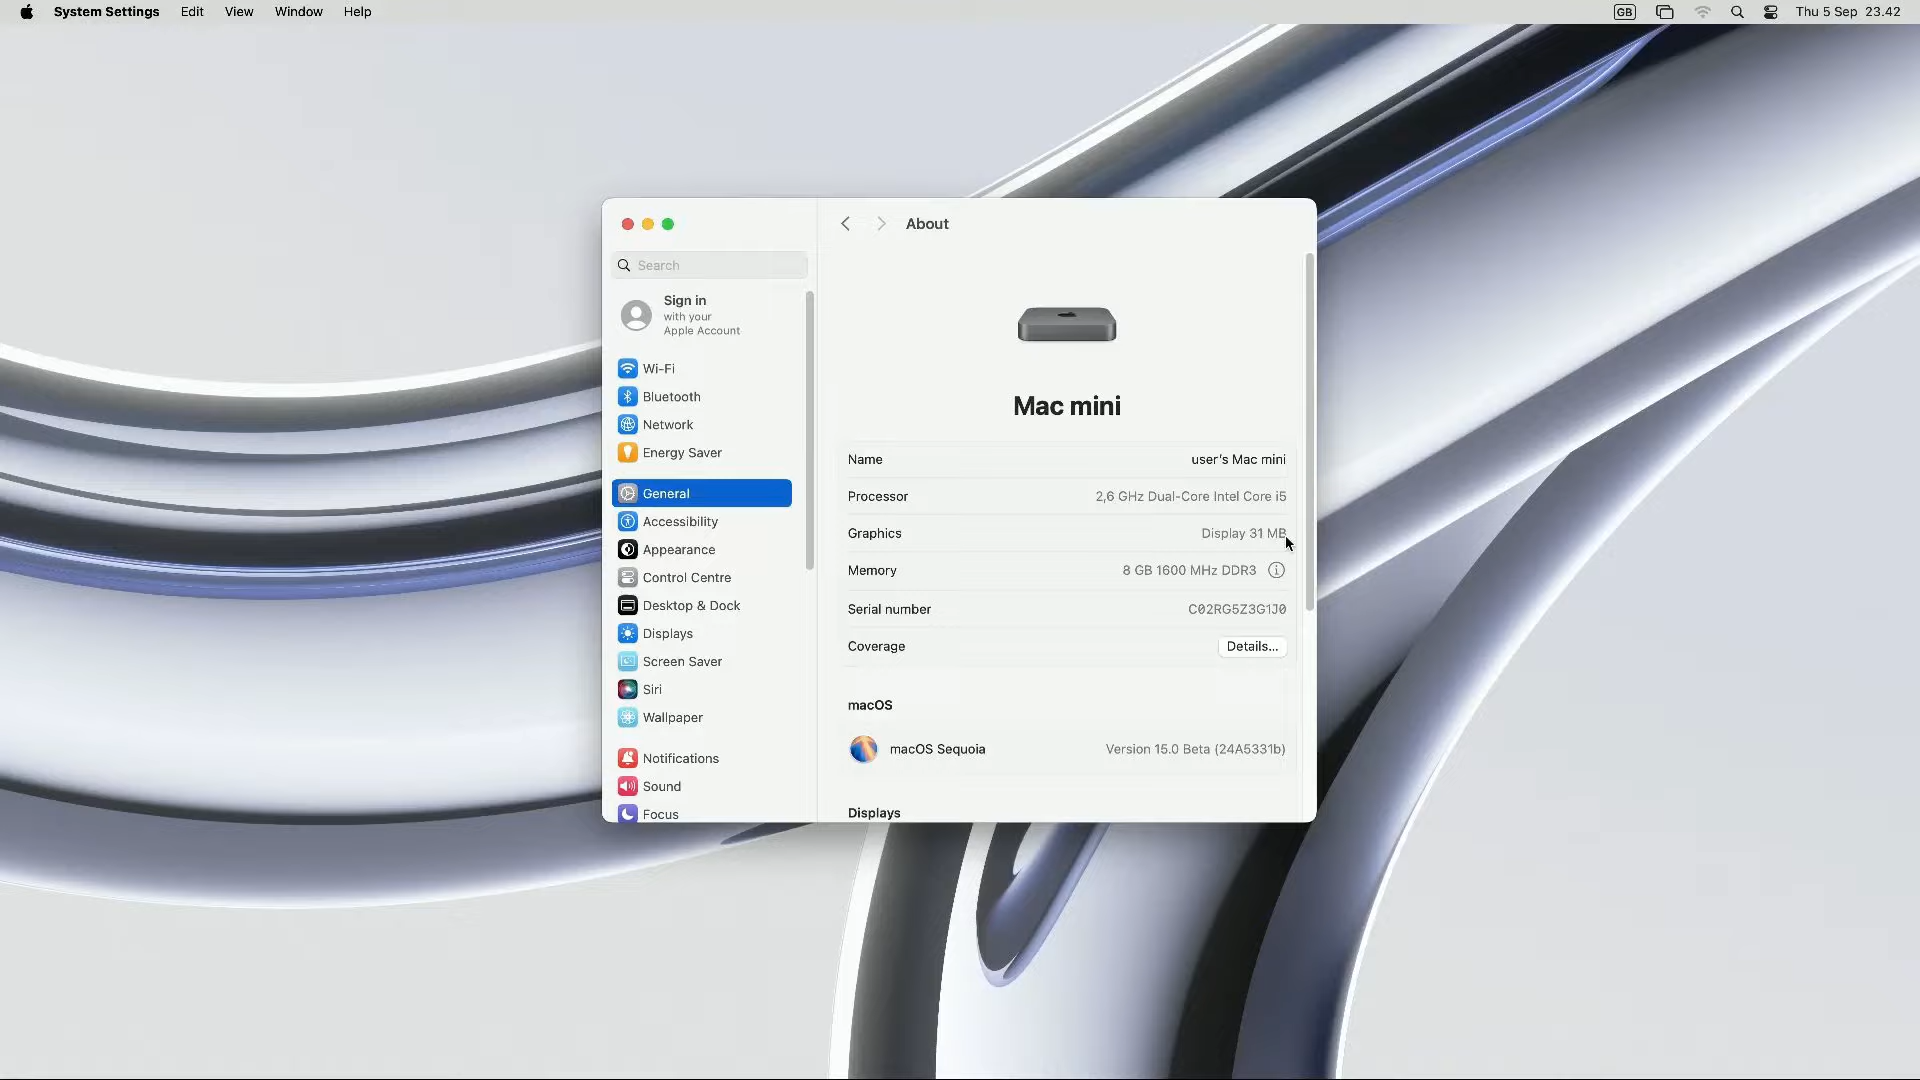 System Settings Edit View Window Help GB Thu 5 Sep 23.42
About
Search
Sign in
with your
Apple Account
Wi-Fi
Bluetooth
Network
Energy Saver
General
Accessibility
Appearance
Control Centre
Desktop & Dock
Displays
Screen Saver
Siri
Wallpaper
Notifications
Sound
Focus
Mac mini
Name user's Mac mini
Processor 2,6 GHz Dual-Core Intel Core i5
Graphics Display 31 MB
Memory 8 GB 1600 MHz DDR3
Serial number C02RG5Z3G1J0
Coverage Details...
macOS
macOS Sequoia Version 15.0 Beta (24A5331b)
Displays